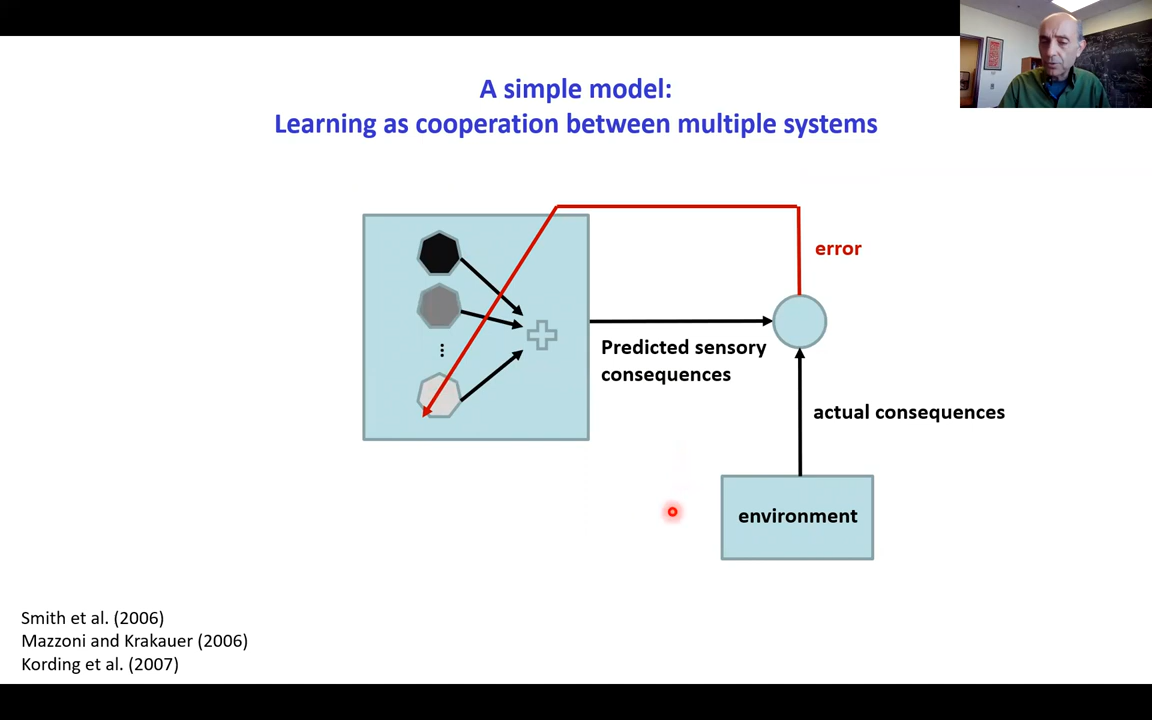 A simple model:
Learning as cooperation between multiple systems
error
Predicted sensory
consequences
actual consequences
environment
Smith et al. (2006)
Mazzoni and Krakauer (2006)
Kording et al. (2007)